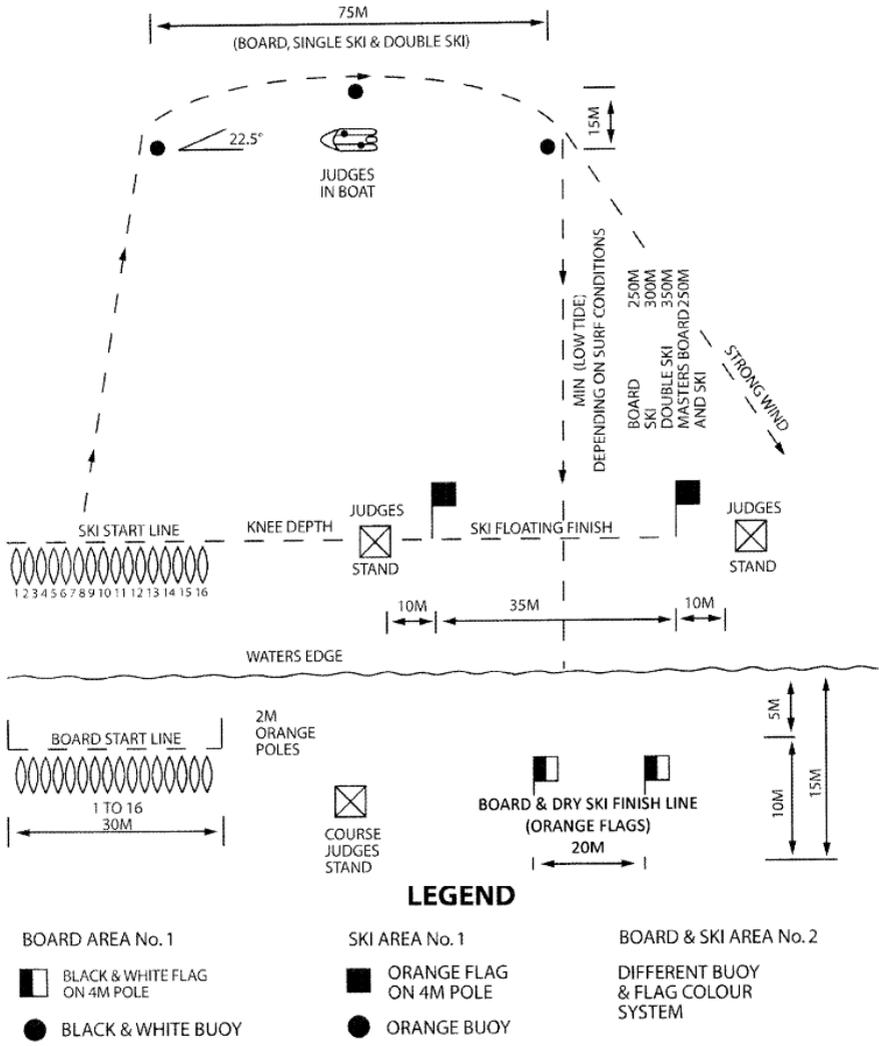 75M
(BOARD, SINGLE SKI & DOUBLE SKI)
15M
22.5°
JUDGES
IN BOAT
MIN (LOW TIDE)
DEPENDING ON SURF CONDITIONS
BOARD 250M
SKI 300M
DOUBLE SKI 350M
MASTERS BOARD 250M
AND SKI
STRONG WIND
SKI START LINE
KNEE DEPTH
JUDGES
STAND
SKI FLOATING FINISH
JUDGES
STAND
1 2 3 4 5 6 7 8 9 10 11 12 13 14 15 16
10M
35M
10M
WATERS EDGE
BOARD START LINE
2M
ORANGE
POLES
5M
10M
15M
1 TO 16
30M
COURSE
JUDGES
STAND
BOARD & DRY SKI FINISH LINE
(ORANGE FLAGS)
20M
LEGEND
BOARD AREA No. 1
BLACK & WHITE FLAG
ON 4M POLE
BLACK & WHITE BUOY
SKI AREA No. 1
ORANGE FLAG
ON 4M POLE
ORANGE BUOY
BOARD & SKI AREA No. 2
DIFFERENT BUOY
& FLAG COLOUR
SYSTEM